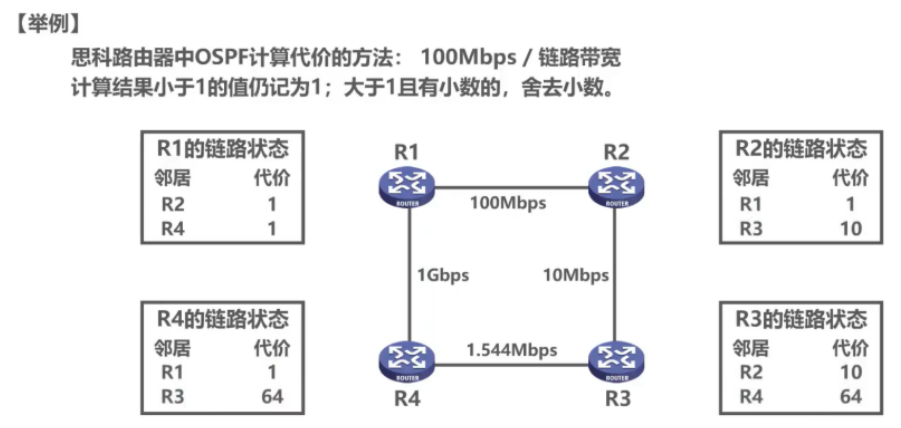 【举例】
思科路由器中OSPF计算代价的方法： 100Mbps / 链路带宽
计算结果小于1的值仍记为1；大于1且有小数的，舍去小数。
R1的链路状态
邻居 代价
R2 1
R4 1
R1
R2
ROUTER
ROUTER
100Mbps
R2的链路状态
邻居 代价
R1 1
R3 10
1Gbps
10Mbps
R4的链路状态
邻居 代价
R1 1
R3 64
1.544Mbps
ROUTER
ROUTER
R4
R3
R3的链路状态
邻居 代价
R2 10
R4 64